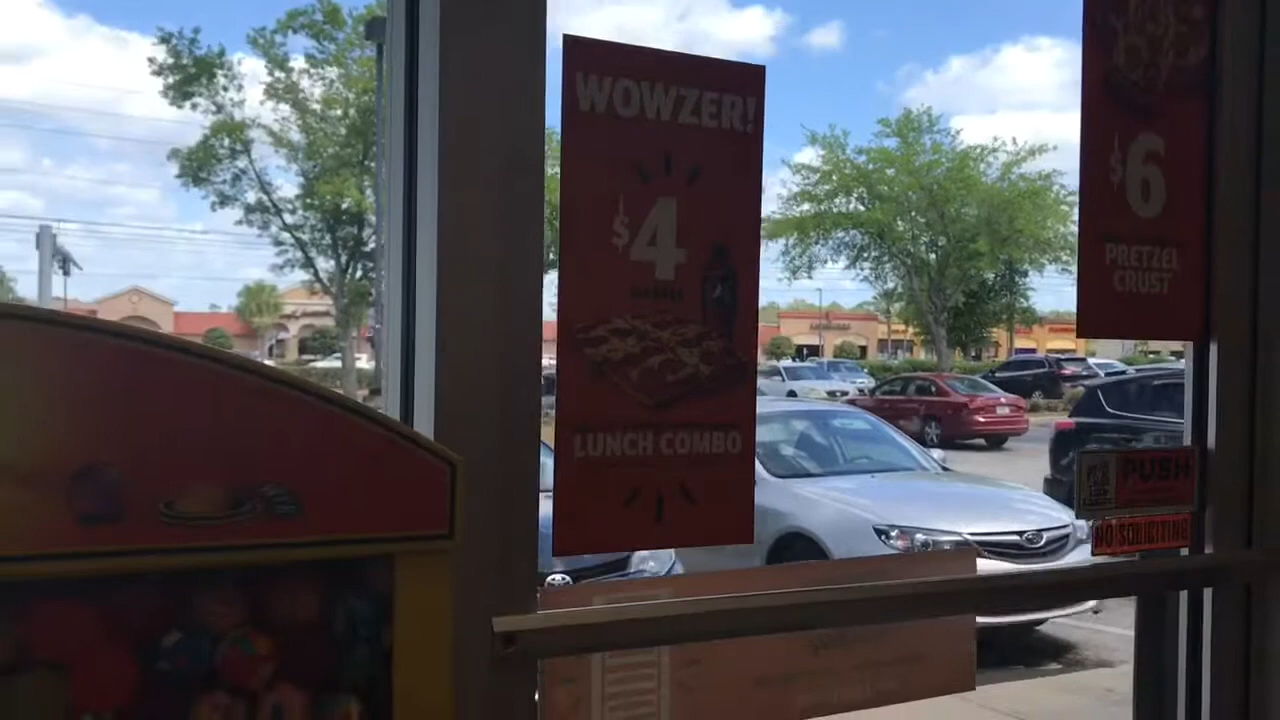 WOWZER!
$4
LUNCH COMBO
$6
PRETZEL
CRUST
PUSH
NO SOLICITING